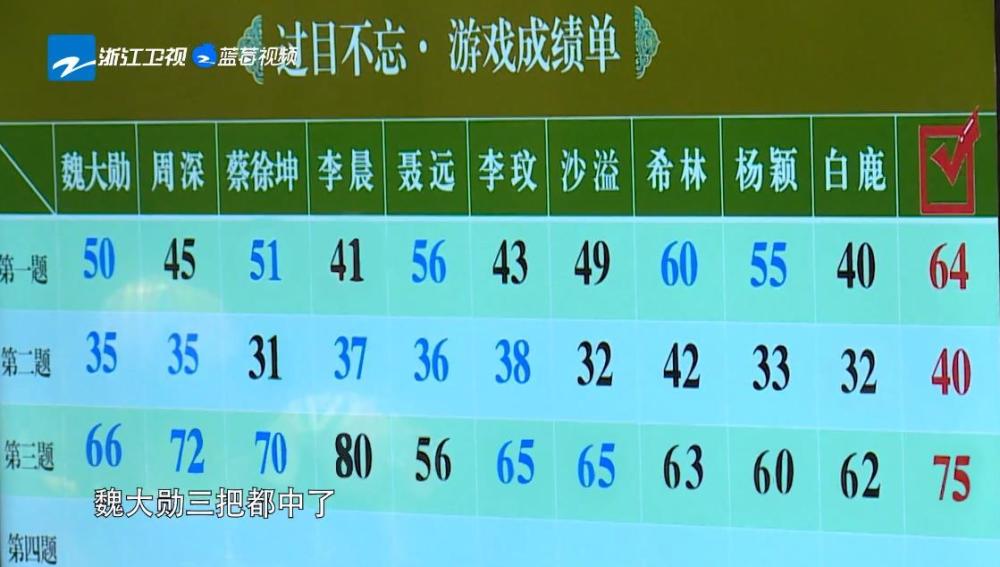 浙江卫视 蓝莓视频
过目不忘·游戏成绩单
魏大勋 周深 蔡徐坤 李晨 聂远 李玟 沙溢 希林 杨颖 白鹿
第一题 50 45 51 41 56 43 49 60 55 40 64
第二题 35 35 31 37 36 38 32 42 33 32 40
第三题 66 72 70 80 56 65 65 63 60 62 75
魏大勋三把都中了
第四题